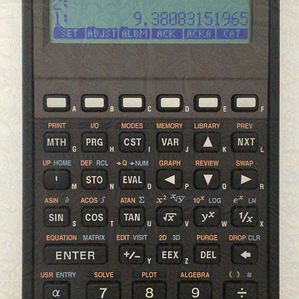 2:
1: 9.38083151965
SET ADJST ALRM ACK ACKA CAT
A B C D E F
PRINT I/O MODES MEMORY LIBRARY PREV
MTH G PRG H CST I VAR J ▲ K NXT L
UP HOME DEF RCL →Q →NUM GRAPH REVIEW SWAP
' M STO N EVAL O ◀ P ▼ Q ▶ R
ASIN ∂ ACOS ∫ ATAN Σ x² ˣ√y 10ˣ LOG eˣ LN
SIN S COS T TAN U √x V yˣ W 1/x X
EQUATION MATRIX EDIT VISIT 2D 3D PURGE DROP CLR
ENTER +/- Y EEX Z DEL ←
USR ENTRY SOLVE PLOT ALGEBRA ( ) #
α 7 8 9 ÷